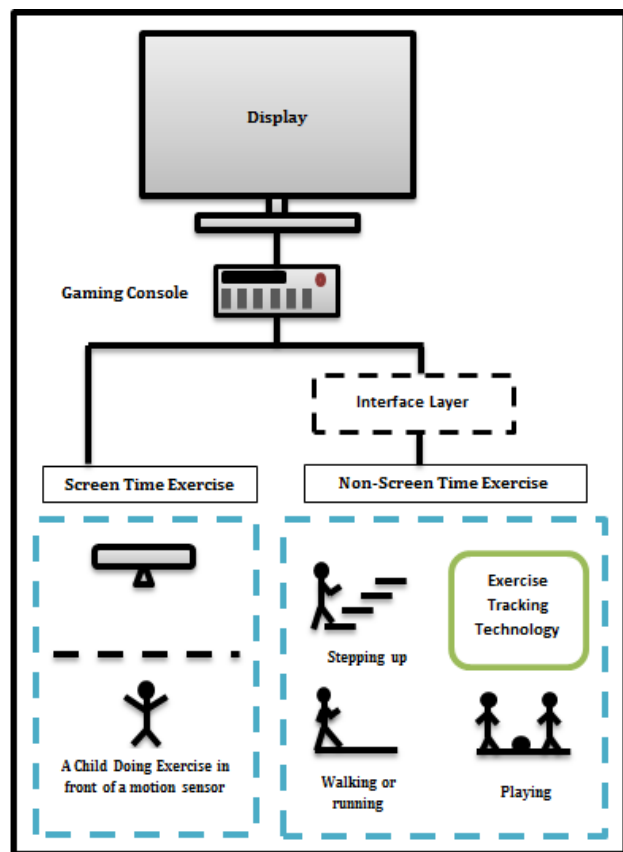 Display
Gaming Console
Interface Layer
Screen Time Exercise
Non-Screen Time Exercise
Exercise
Tracking
Technology
Stepping up
A Child Doing Exercise in
front of a motion sensor
Walking or
running
Playing